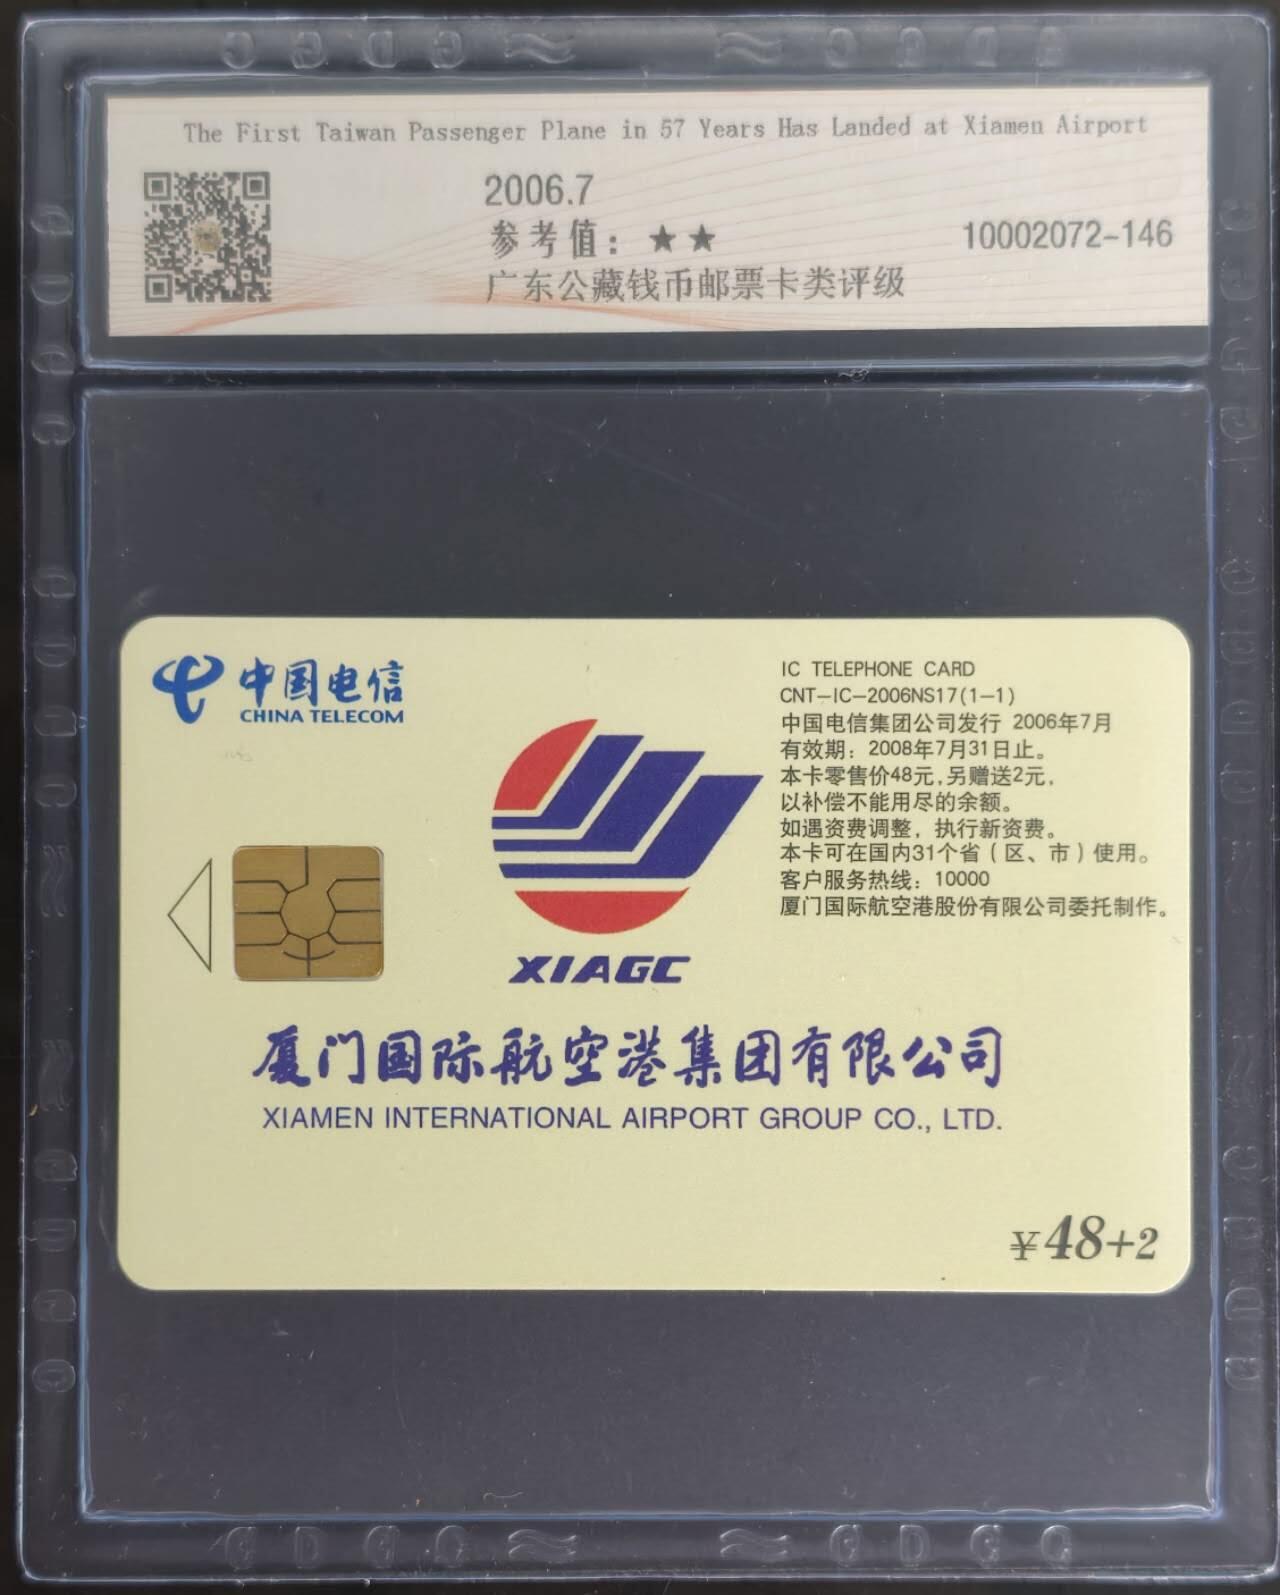 The First Taiwan Passenger Plane in 57 Years Has Landed at Xiamen Airport
2006.7
参考值：★★
10002072-146
广东公藏钱币邮票卡类评级
中国电信
CHINA TELECOM
IC TELEPHONE CARD
CNT-IC-2006NS17(1-1)
中国电信集团公司发行 2006年7月
有效期：2008年7月31日止。
本卡零售价48元,另赠送2元,
以补偿不能用尽的余额。
如遇资费调整，执行新资费。
本卡可在国内31个省（区、市）使用。
客户服务热线：10000
厦门国际航空港股份有限公司委托制作。
XIAGC
厦门国际航空港集团有限公司
XIAMEN INTERNATIONAL AIRPORT GROUP CO., LTD.
¥48+2